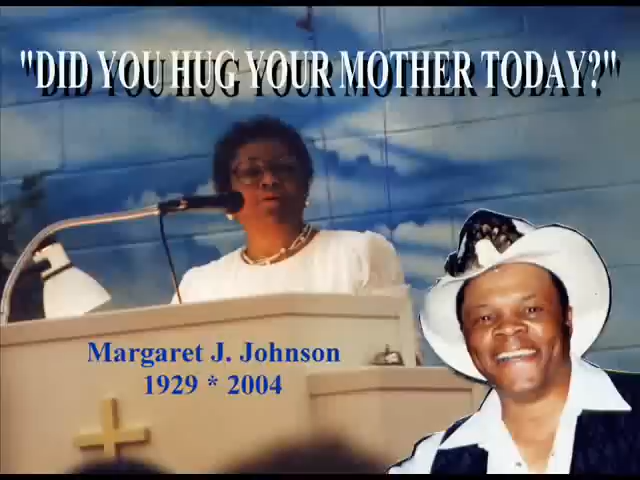 "DID YOU HUG YOUR MOTHER TODAY?"
Margaret J. Johnson
1929 * 2004